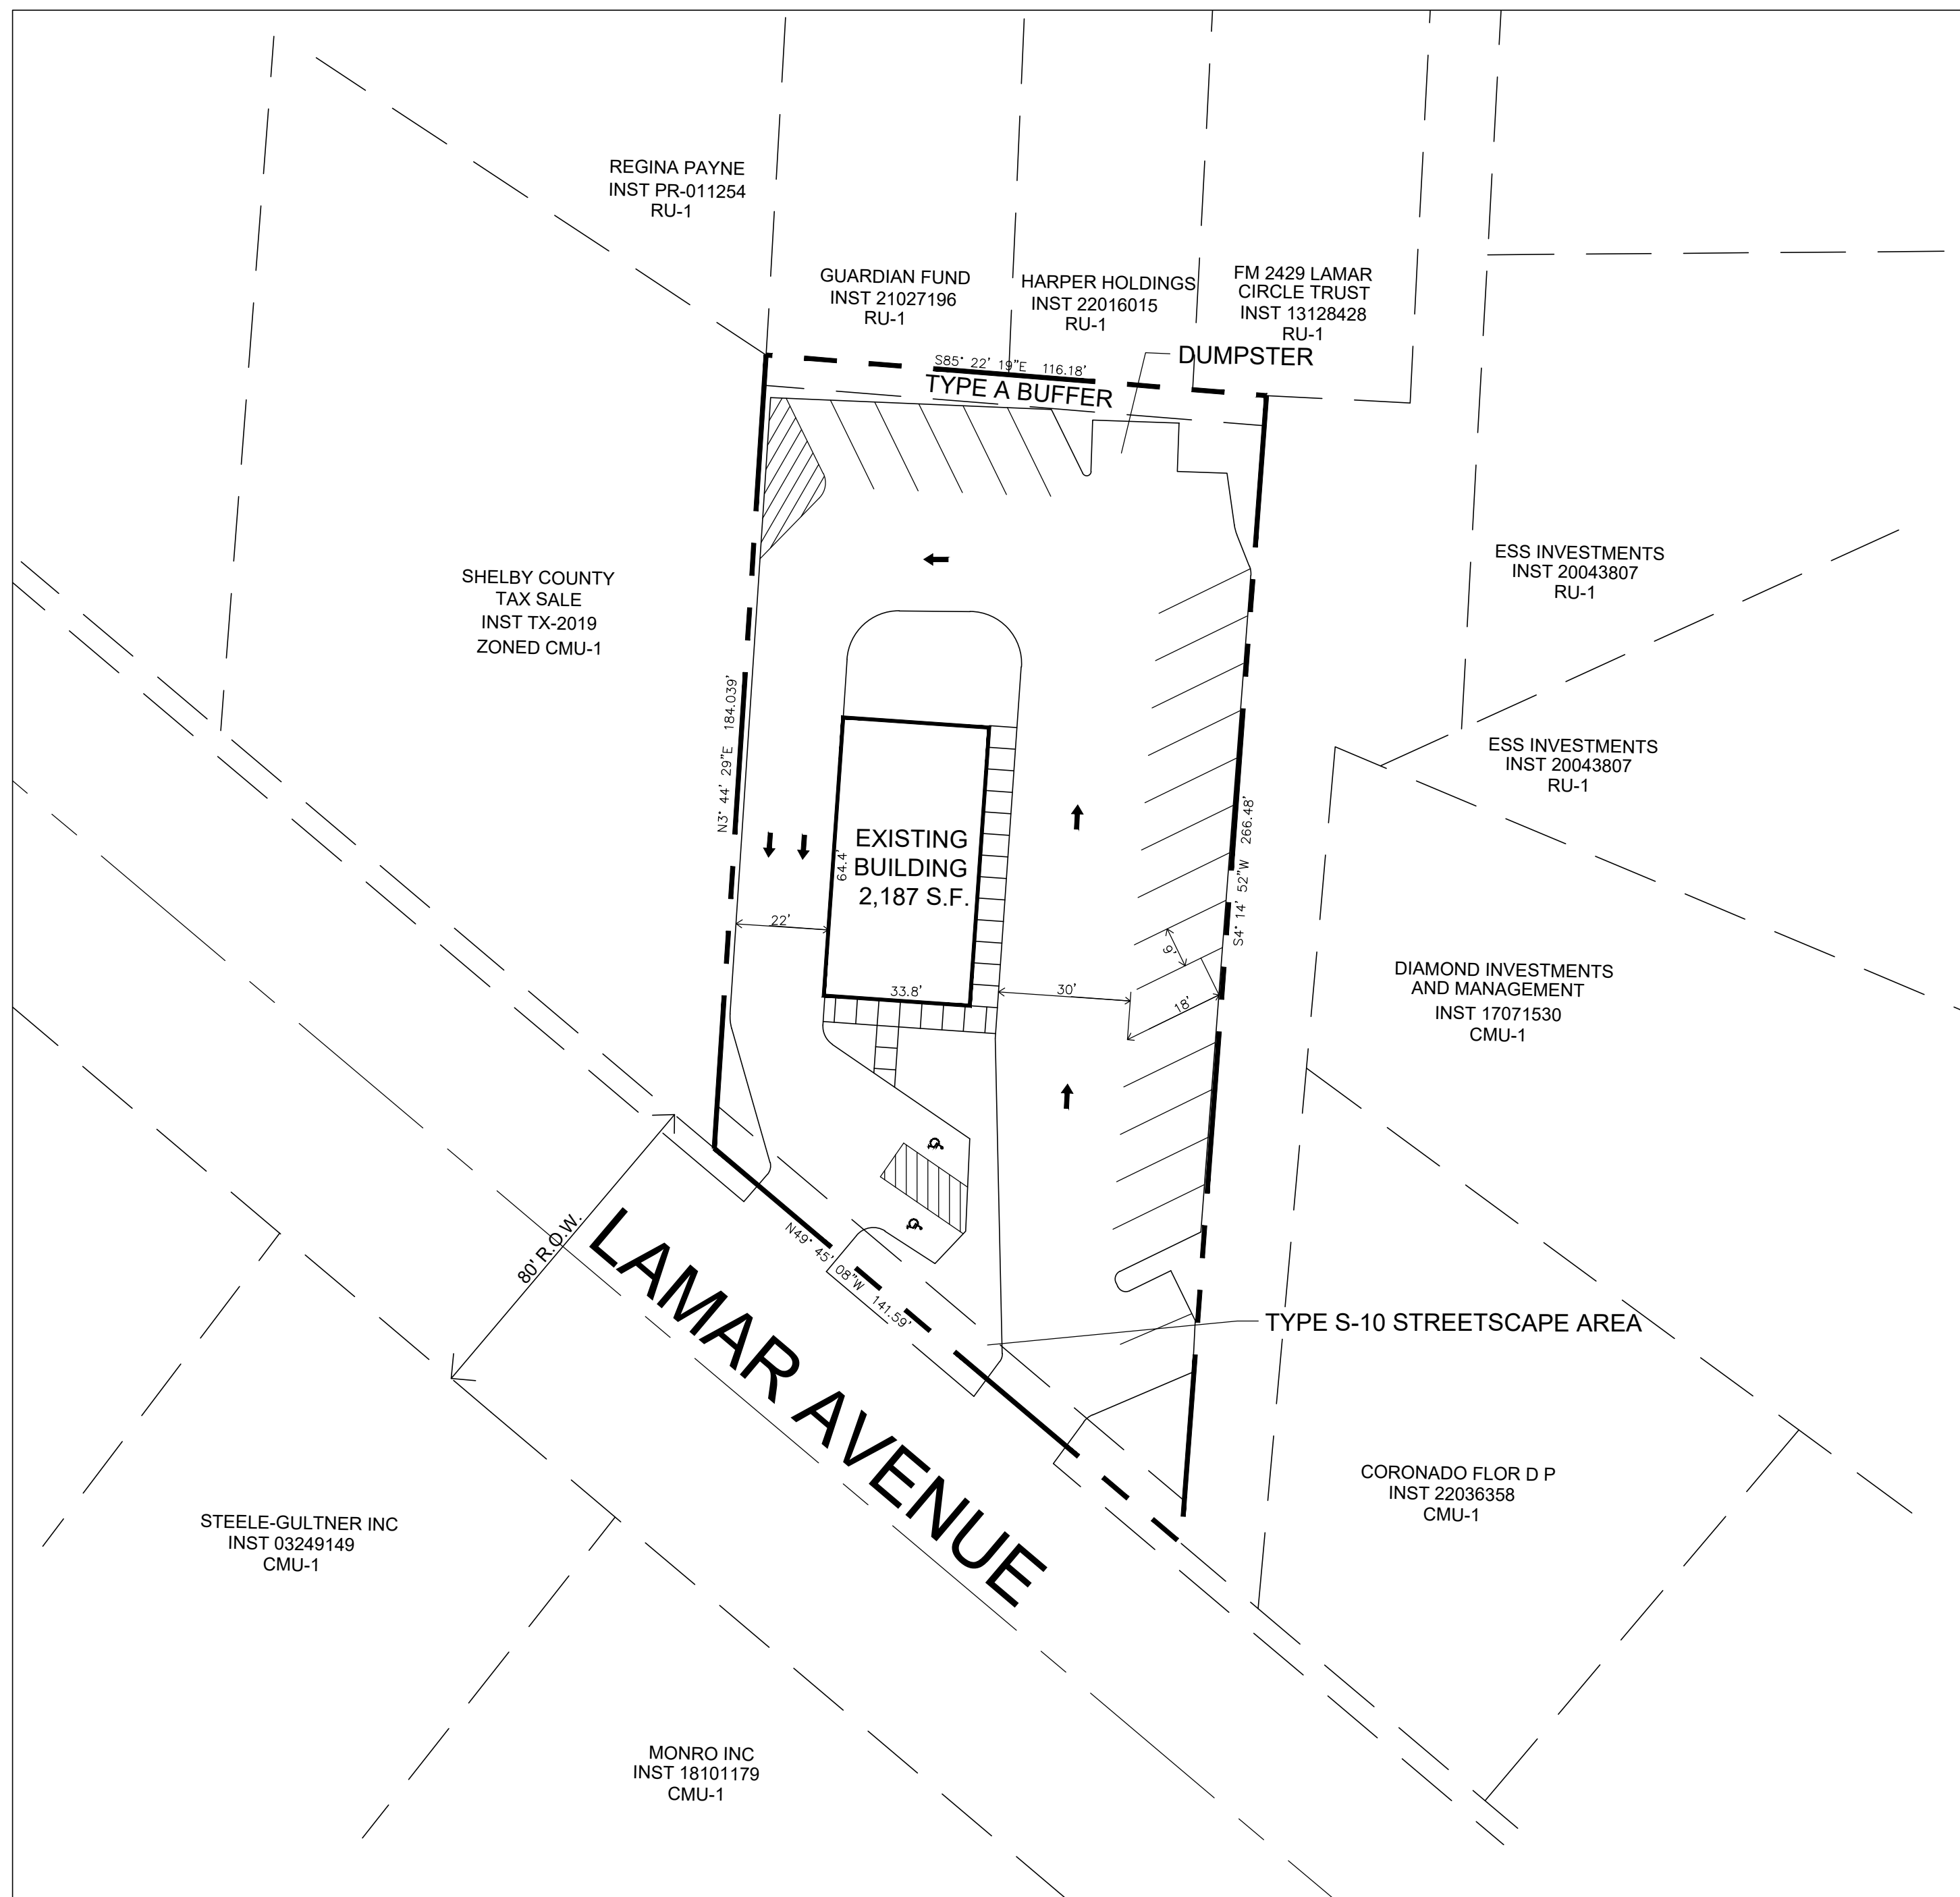 REGINA PAYNE
INST PR-011254
RU-1
GUARDIAN FUND
INST 21027196
RU-1
HARPER HOLDINGS
INST 22016015
RU-1
FM 2429 LAMAR
CIRCLE TRUST
INST 13128428
RU-1
DUMPSTER
S85° 22' 19"E 116.18'
TYPE A BUFFER
SHELBY COUNTY
TAX SALE
INST TX-2019
ZONED CMU-1
ESS INVESTMENTS
INST 20043807
RU-1
N3° 44' 29"E 184.039'
ESS INVESTMENTS
INST 20043807
RU-1
EXISTING
BUILDING
2,187 S.F.
64.4'
S4° 14' 52"W 266.48'
22'
33.8'
30'
9'
18'
DIAMOND INVESTMENTS
AND MANAGEMENT
INST 17071530
CMU-1
80' R.O.W.
N49° 45' 08"W 141.59'
LAMAR AVENUE
TYPE S-10 STREETSCAPE AREA
CORONADO FLOR D P
INST 22036358
CMU-1
STEELE-GULTNER INC
INST 03249149
CMU-1
MONRO INC
INST 18101179
CMU-1